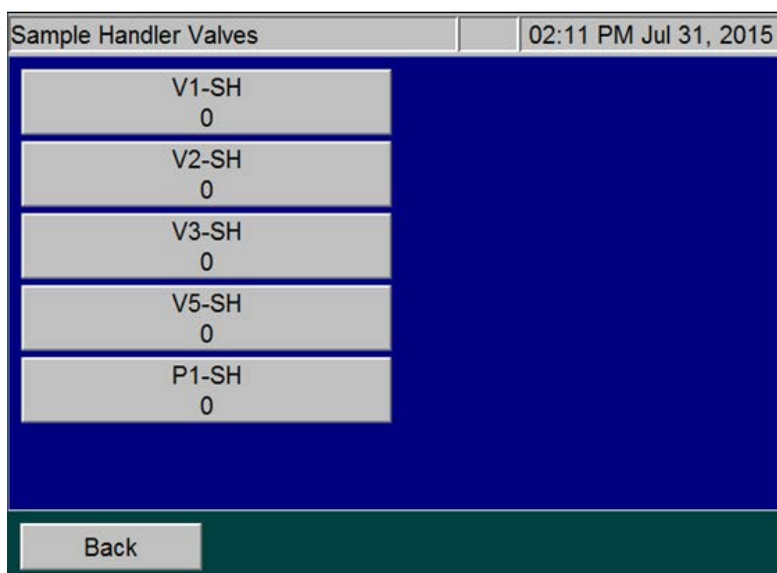 Sample Handler Valves 02:11 PM Jul 31, 2015
V1-SH
0
V2-SH
0
V3-SH
0
V5-SH
0
P1-SH
0
Back